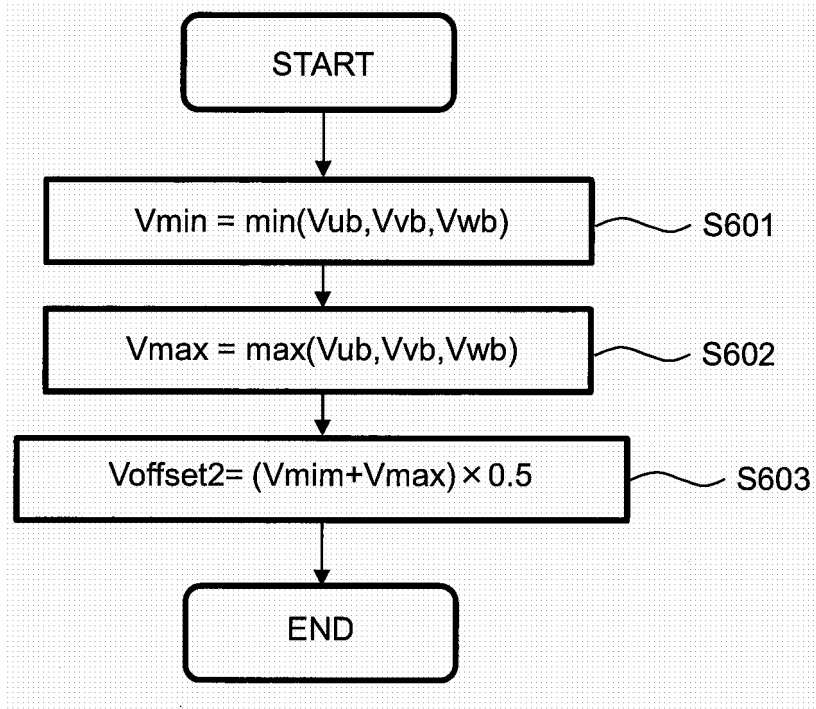 START
Vmin = min(Vub,Vvb,Vwb)
S601
Vmax = max(Vub,Vvb,Vwb)
S602
Voffset2= (Vmim+Vmax)×0.5
S603
END